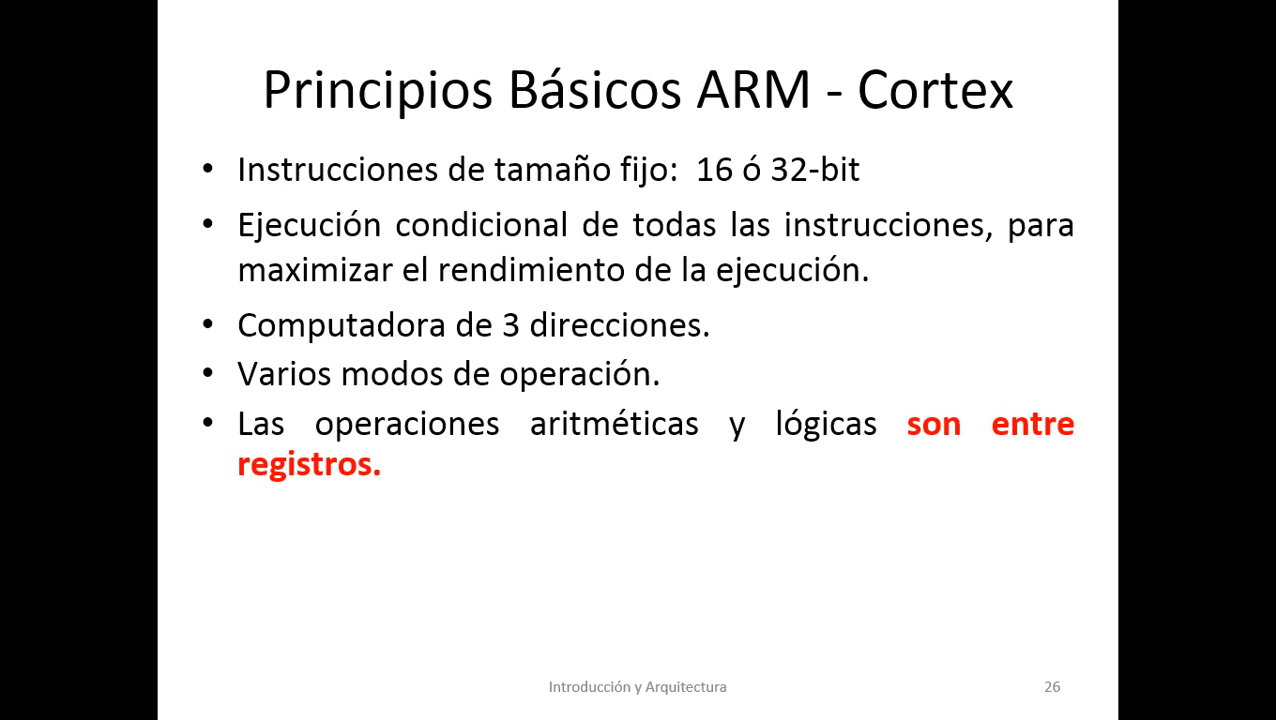 Principios Básicos ARM - Cortex
• Instrucciones de tamaño fijo:  16 ó 32-bit
• Ejecución condicional de todas las instrucciones, para
maximizar el rendimiento de la ejecución.
• Computadora de 3 direcciones.
• Varios modos de operación.
• Las operaciones aritméticas y lógicas son entre
registros.
Introducción y Arquitectura
26